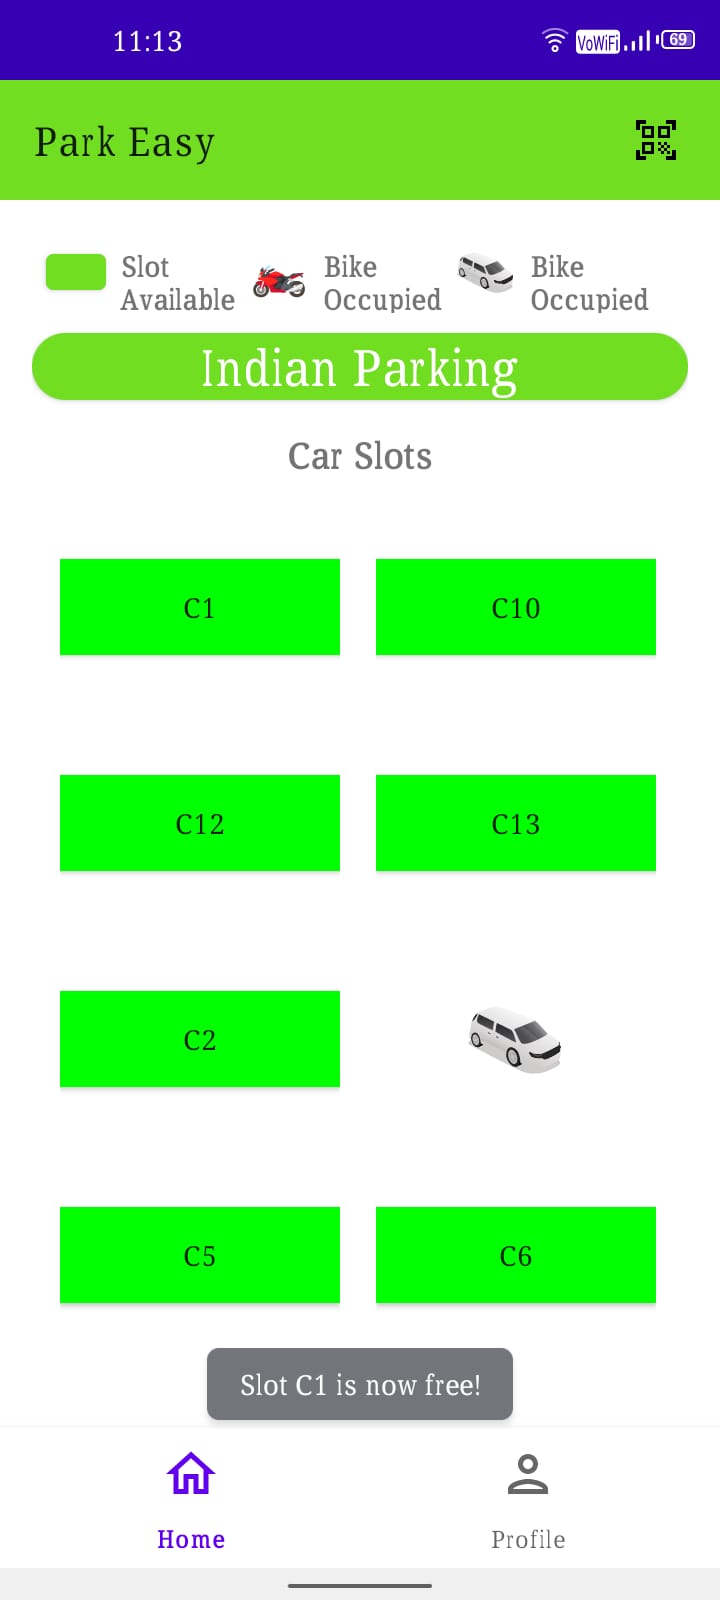 11:13
VoWiFi
69
Park Easy
Slot
Available
Bike
Occupied
Bike
Occupied
Indian Parking
Car Slots
C1
C10
C12
C13
C2
C5
C6
Slot C1 is now free!
Home
Profile